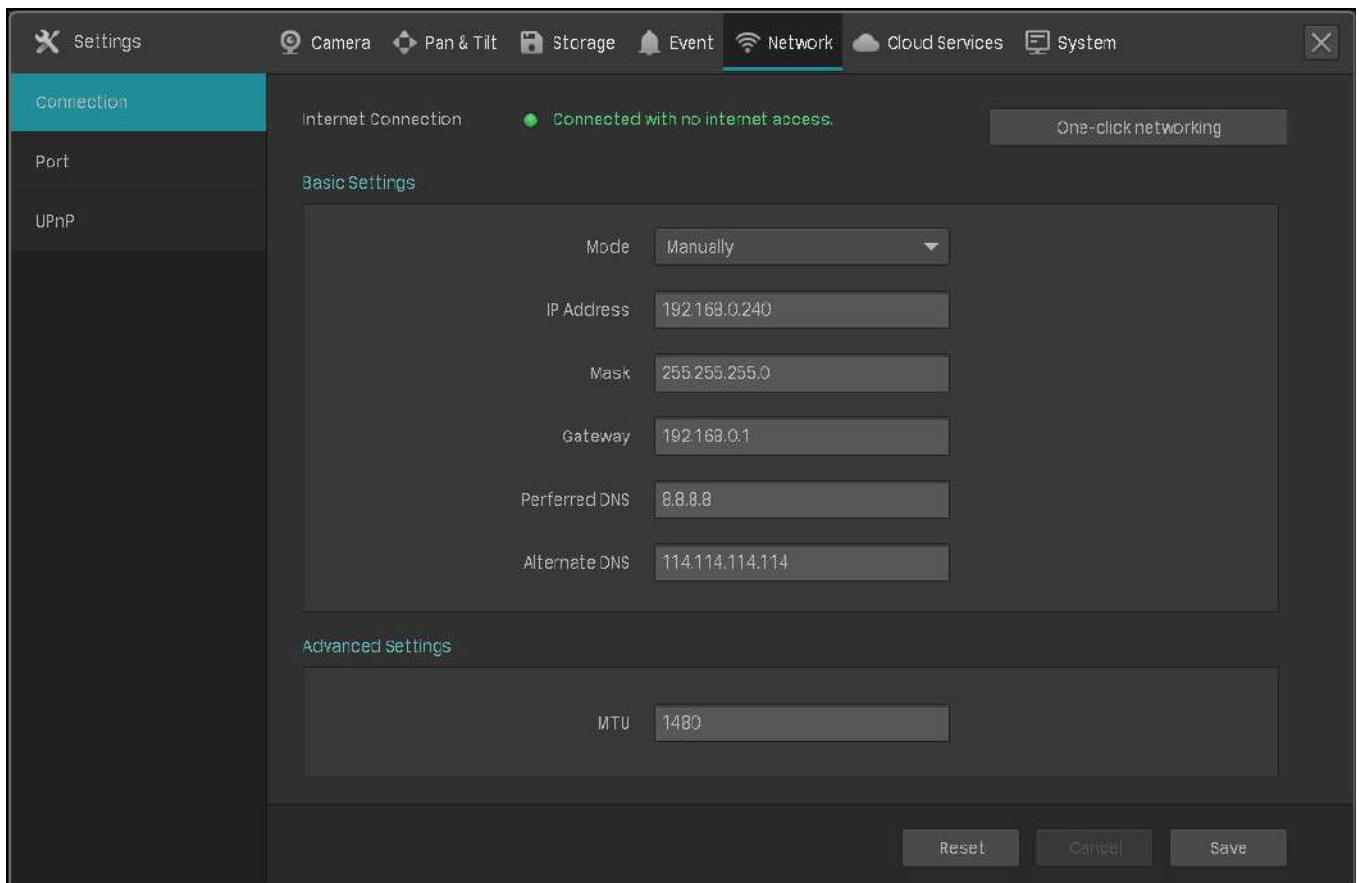 Settings
Camera Pan & Tilt Storage Event Network Cloud Services System
Connection
Port
UPnP
Internet Connection Connected with no internet access. One-click networking
Basic Settings
Mode Manually
IP Address 192.168.0.240
Mask 255.255.255.0
Gateway 192.168.0.1
Perferred DNS 8.8.8.8
Alternate DNS 114.114.114.114
Advanced Settings
MTU 1480
Reset Cancel Save